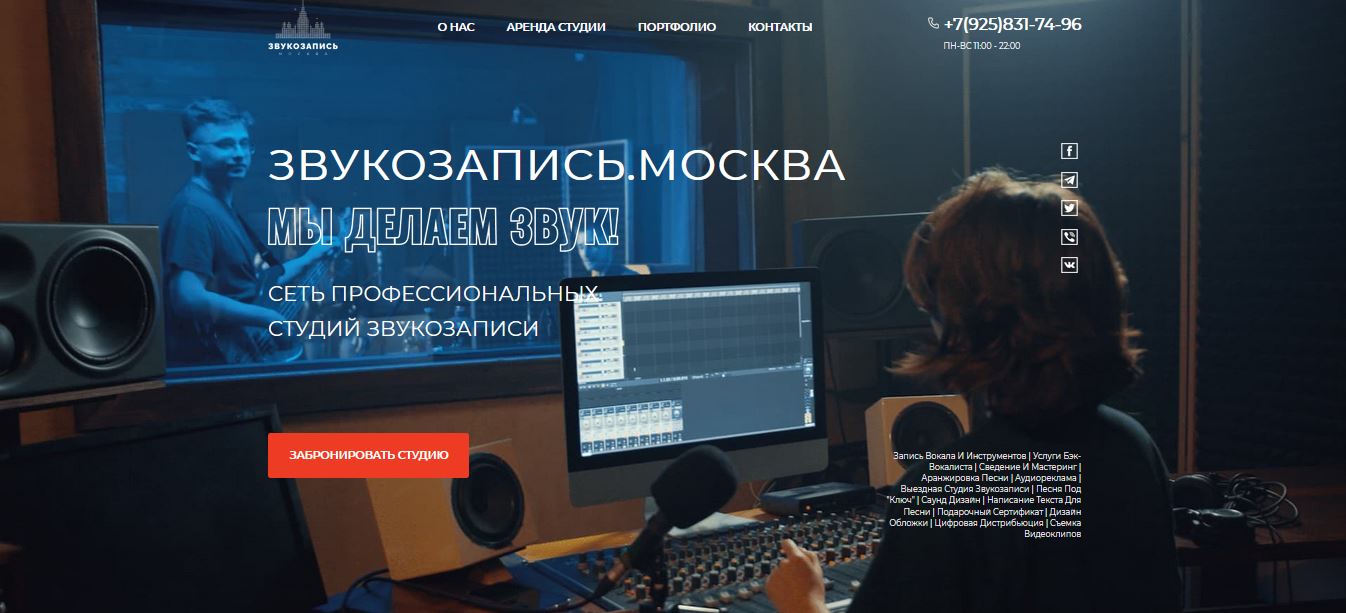 ЗВУКОЗАПИСЬ
МОСКВА
О НАС
АРЕНДА СТУДИИ
ПОРТФОЛИО
КОНТАКТЫ
+7(925)831-74-96
ПН-ВС 11:00 - 22:00
ЗВУКОЗАПИСЬ.МОСКВА
МЫ ДЕЛАЕМ ЗВУК!
СЕТЬ ПРОФЕССИОНАЛЬНЫХ
СТУДИЙ ЗВУКОЗАПИСИ
ЗАБРОНИРОВАТЬ СТУДИЮ
Запись Вокала И Инструментов | Услуги Бэк-
Вокалиста | Сведение И Мастеринг |
Аранжировка Песни | Аудиореклама |
Выездная Студия Звукозаписи | Песня Под
"Ключ" | Саунд Дизайн | Написание Текста Для
Песни | Подарочный Сертификат | Дизайн
Обложки | Цифровая Дистрибьюция | Съемка
Видеоклипов